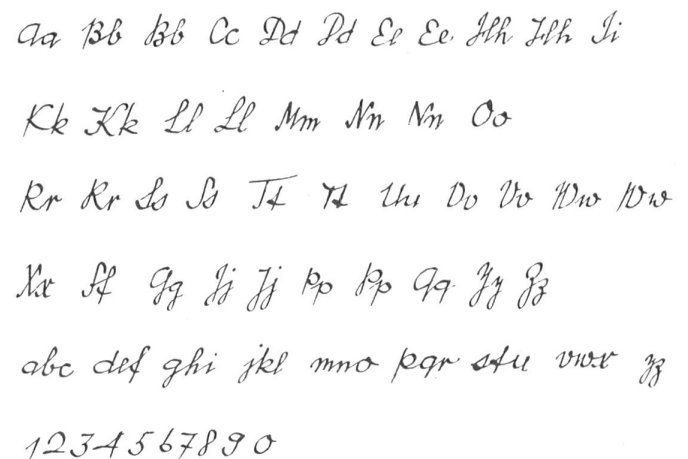 Aa Bb Bb Cc Dd Dd Ee Ee Hh Hh Ii
Kk Kk Ll Ll Mm Nn Nn Oo
Rr Rr Ss Ss Tt Tt Uu Vv Vv Ww Ww
Xx Ff Gg Jj Jj Pp Pp Qq Yy Zz
abc def ghi jkl mno pqr stu vwx yz
1234567890